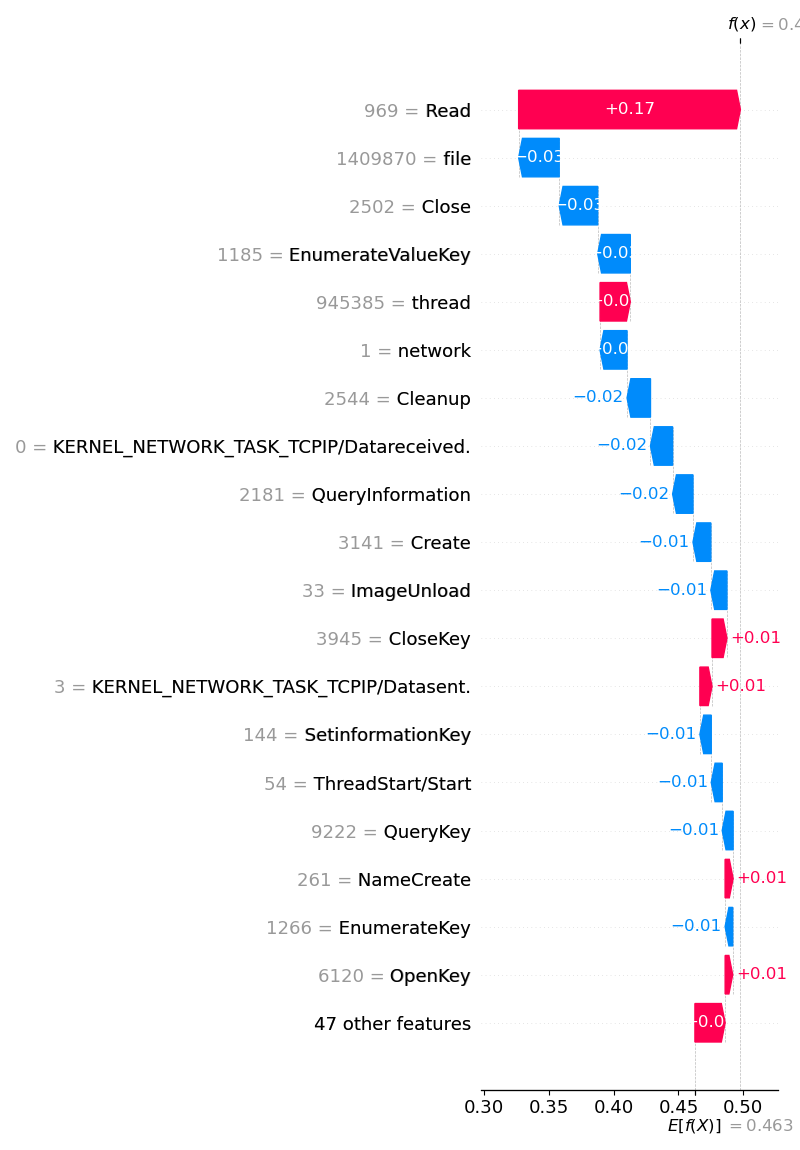 f(x) = 0.4
969 = Read +0.17
1409870 = file −0.03
2502 = Close −0.03
1185 = EnumerateValueKey
945385 = thread
1 = network
2544 = Cleanup −0.02
0 = KERNEL_NETWORK_TASK_TCPIP/Datareceived. −0.02
2181 = QueryInformation −0.02
3141 = Create −0.01
33 = ImageUnload −0.01
3945 = CloseKey +0.01
3 = KERNEL_NETWORK_TASK_TCPIP/Datasent. +0.01
144 = SetinformationKey −0.01
54 = ThreadStart/Start −0.01
9222 = QueryKey −0.01
261 = NameCreate +0.01
1266 = EnumerateKey −0.01
6120 = OpenKey +0.01
47 other features
0.30 0.35 0.40 0.45 0.50
E[f(X)] = 0.463